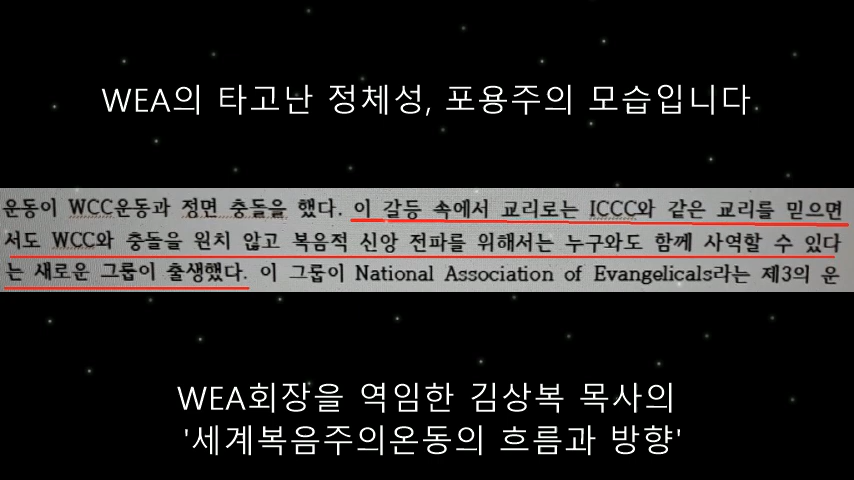 WEA의 타고난 정체성, 포용주의 모습입니다.
운동이 WCC운동과 정면 충돌을 했다. 이 갈등 속에서 교리로는 ICCC와 같은 교리를 믿으면
서도 WCC와 충돌을 원치 않고 복음적 신앙 전파를 위해서는 누구와도 함께 사역할 수 있다
는 새로운 그룹이 출생했다. 이 그룹이 National Association of Evangelicals라는 제3의 운
WEA회장을 역임한 김상복 목사의
'세계복음주의온동의 흐름과 방향'